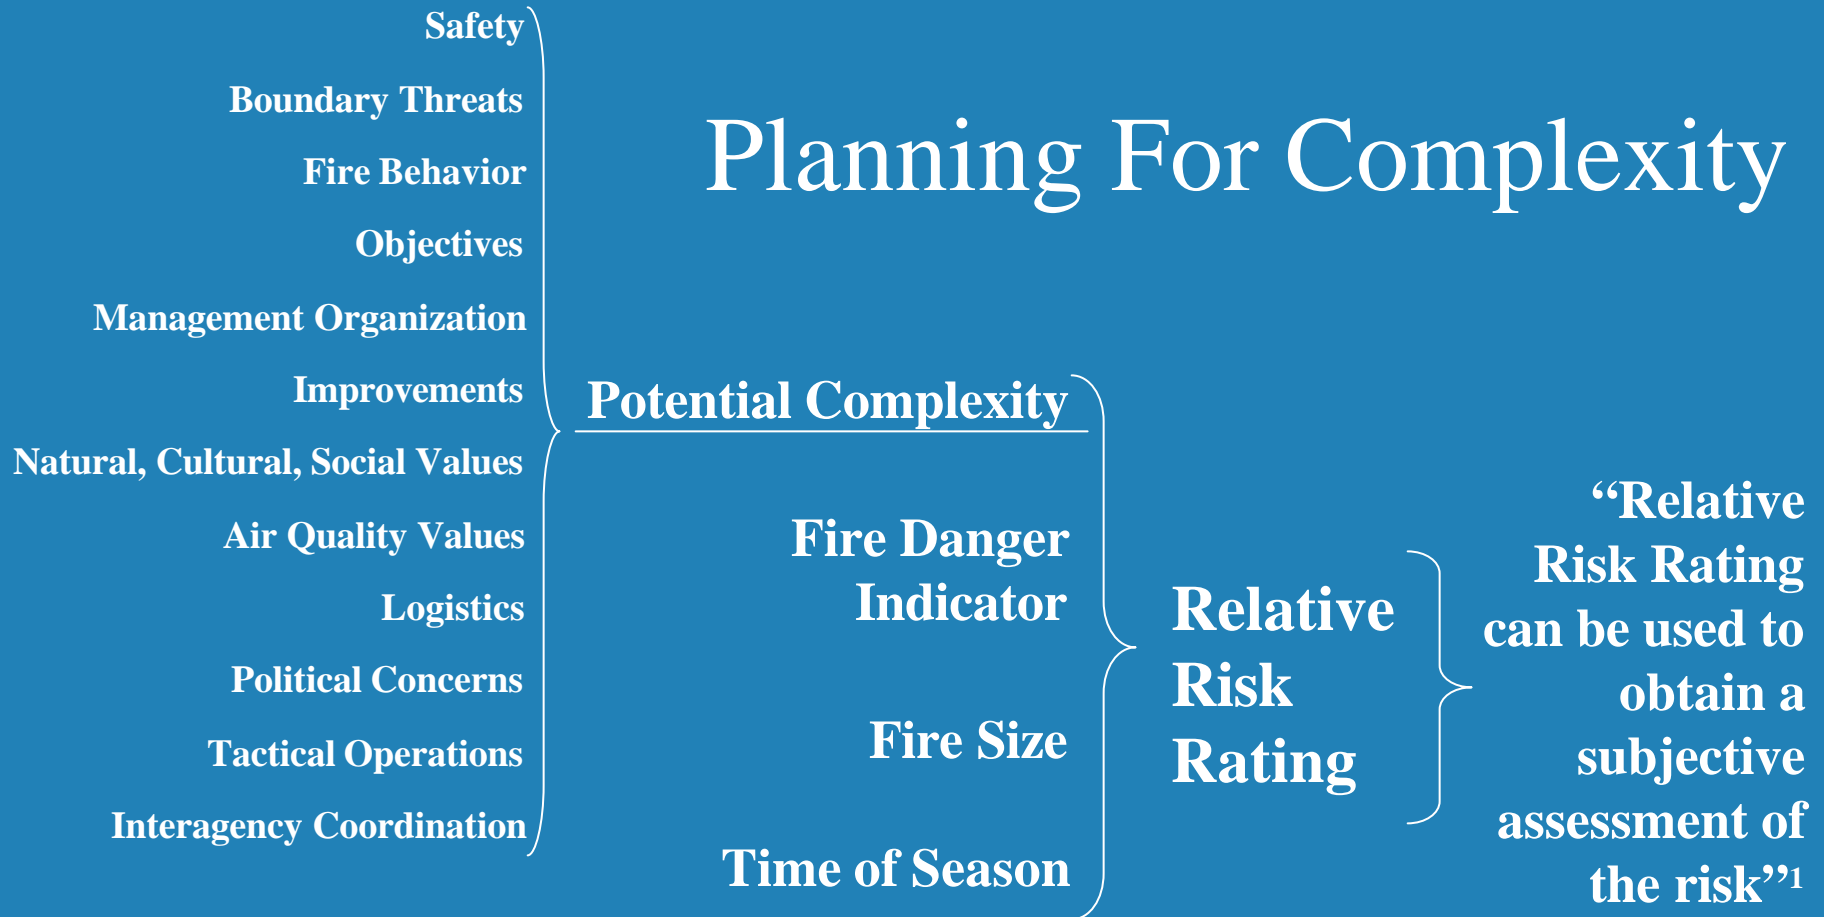 Planning For Complexity
Safety
Boundary Threats
Fire Behavior
Objectives
Management Organization
Improvements
Natural, Cultural, Social Values
Air Quality Values
Logistics
Political Concerns
Tactical Operations
Interagency Coordination
Potential Complexity
Fire Danger
Indicator
Fire Size
Time of Season
Relative
Risk
Rating
“Relative
Risk Rating
can be used to
obtain a
subjective
assessment of
the risk”1